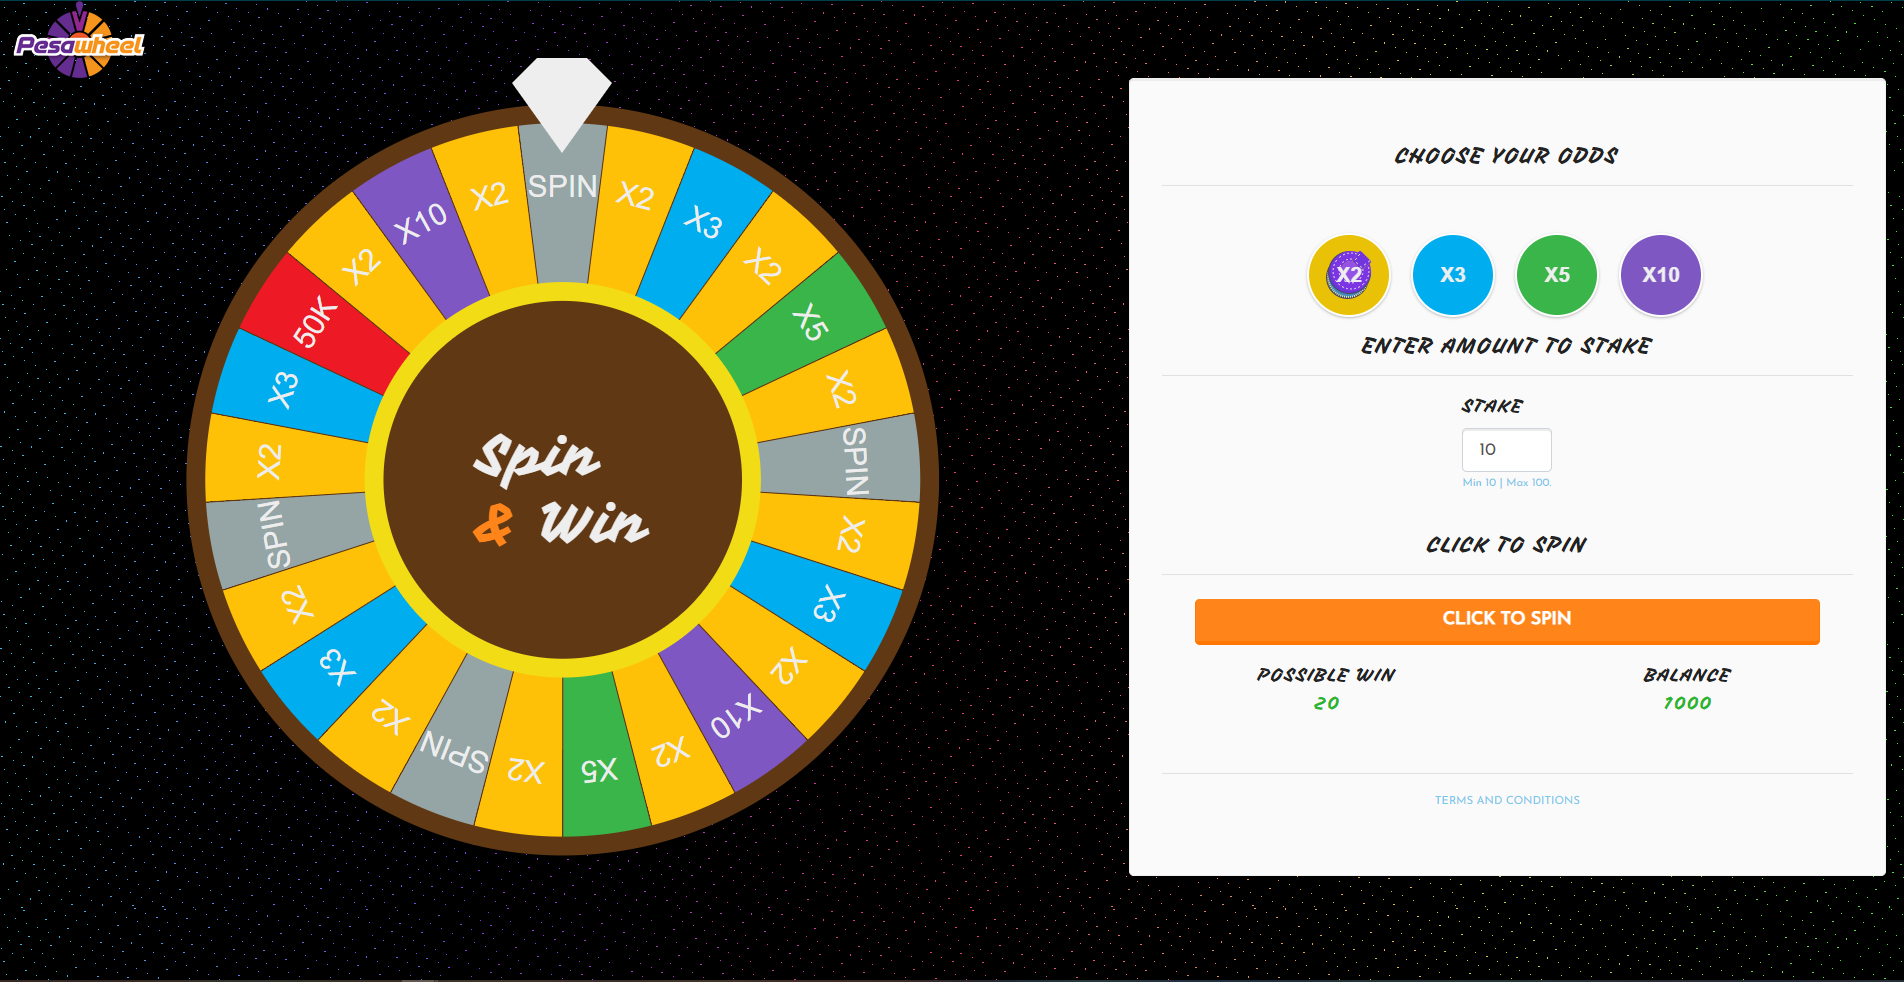 Pesawheel
SPIN
X2
X3
X2
X5
X2
SPIN
X2
X3
X2
X10
X2
X5
X2
SPIN
X2
X3
X2
SPIN
X2
X3
50K
X2
X10
X2
Spin
& Win
CHOOSE YOUR ODDS
X2 X3 X5 X10
ENTER AMOUNT TO STAKE
STAKE
10
Min 10 | Max 100.
CLICK TO SPIN
CLICK TO SPIN
POSSIBLE WIN BALANCE
20 1000
TERMS AND CONDITIONS